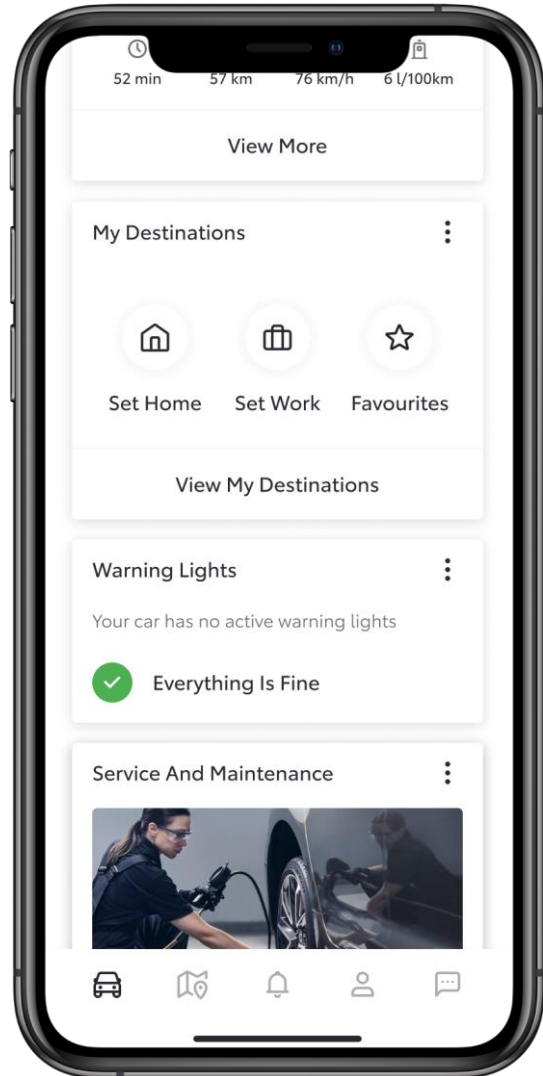 52 min 57 km 76 km/h 6 l/100km
View More
My Destinations
Set Home Set Work Favourites
View My Destinations
Warning Lights
Your car has no active warning lights
Everything Is Fine
Service And Maintenance